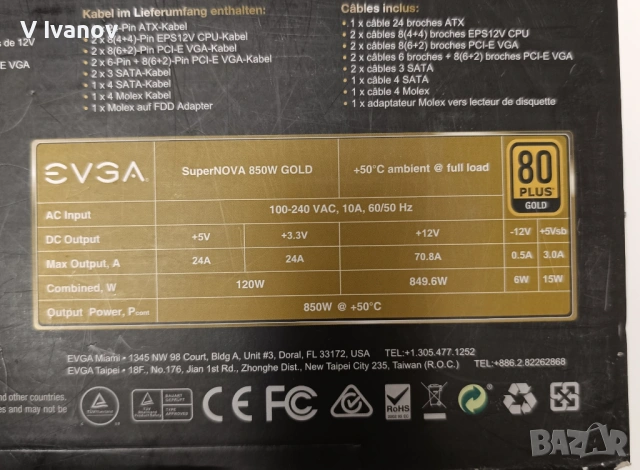 V Ivanov
Kabel im Lieferumfang enthalten:
-Pin ATX-Kabel
2 x 8(4+4)-Pin EPS12V CPU-Kabel
2 x 8(6+2)-Pin PCI-E VGA-Kabel
2 x 6-Pin + 8(6+2)-Pin PCI-E VGA-Kabel
2 x 3 SATA-Kabel
1 x 4 SATA-Kabel
1 x 4 Molex Kabel
1 x Molex auf FDD Adapter
Câbles inclus:
1 x câble 24 broches ATX
2 x câbles 8(4+4) broches EPS12V CPU
2 x câbles 8(6+2) broches PCI-E VGA
2 x câbles 6 broches + 8(6+2) broches PCI-E VGA
2 x câbles 3 SATA
1 x câble 4 SATA
1 x câble 4 Molex
1 x adaptateur Molex vers lecteur de disquette
s de 12V
E VGA
EVGA SuperNOVA 850W GOLD +50°C ambient @ full load
80
PLUS
GOLD
AC Input 100-240 VAC, 10A, 60/50 Hz
DC Output +5V +3.3V +12V -12V +5Vsb
Max Output, A 24A 24A 70.8A 0.5A 3.0A
Combined, W 120W 849.6W 6W 15W
Output Power, Pcont 850W @ +50°C
EVGA Miami • 1345 NW 98 Court, Bldg A, Unit #3, Doral, FL 33172, USA TEL:+1.305.477.1252
EVGA Taipei • 18F., No.176, Jian 1st Rd., Zhonghe Dist., New Taipei City 235, Taiwan (R.O.C.) TEL:+886.2.82262868
nd other countries.
s and may not be
CE FC RoHS
bazar